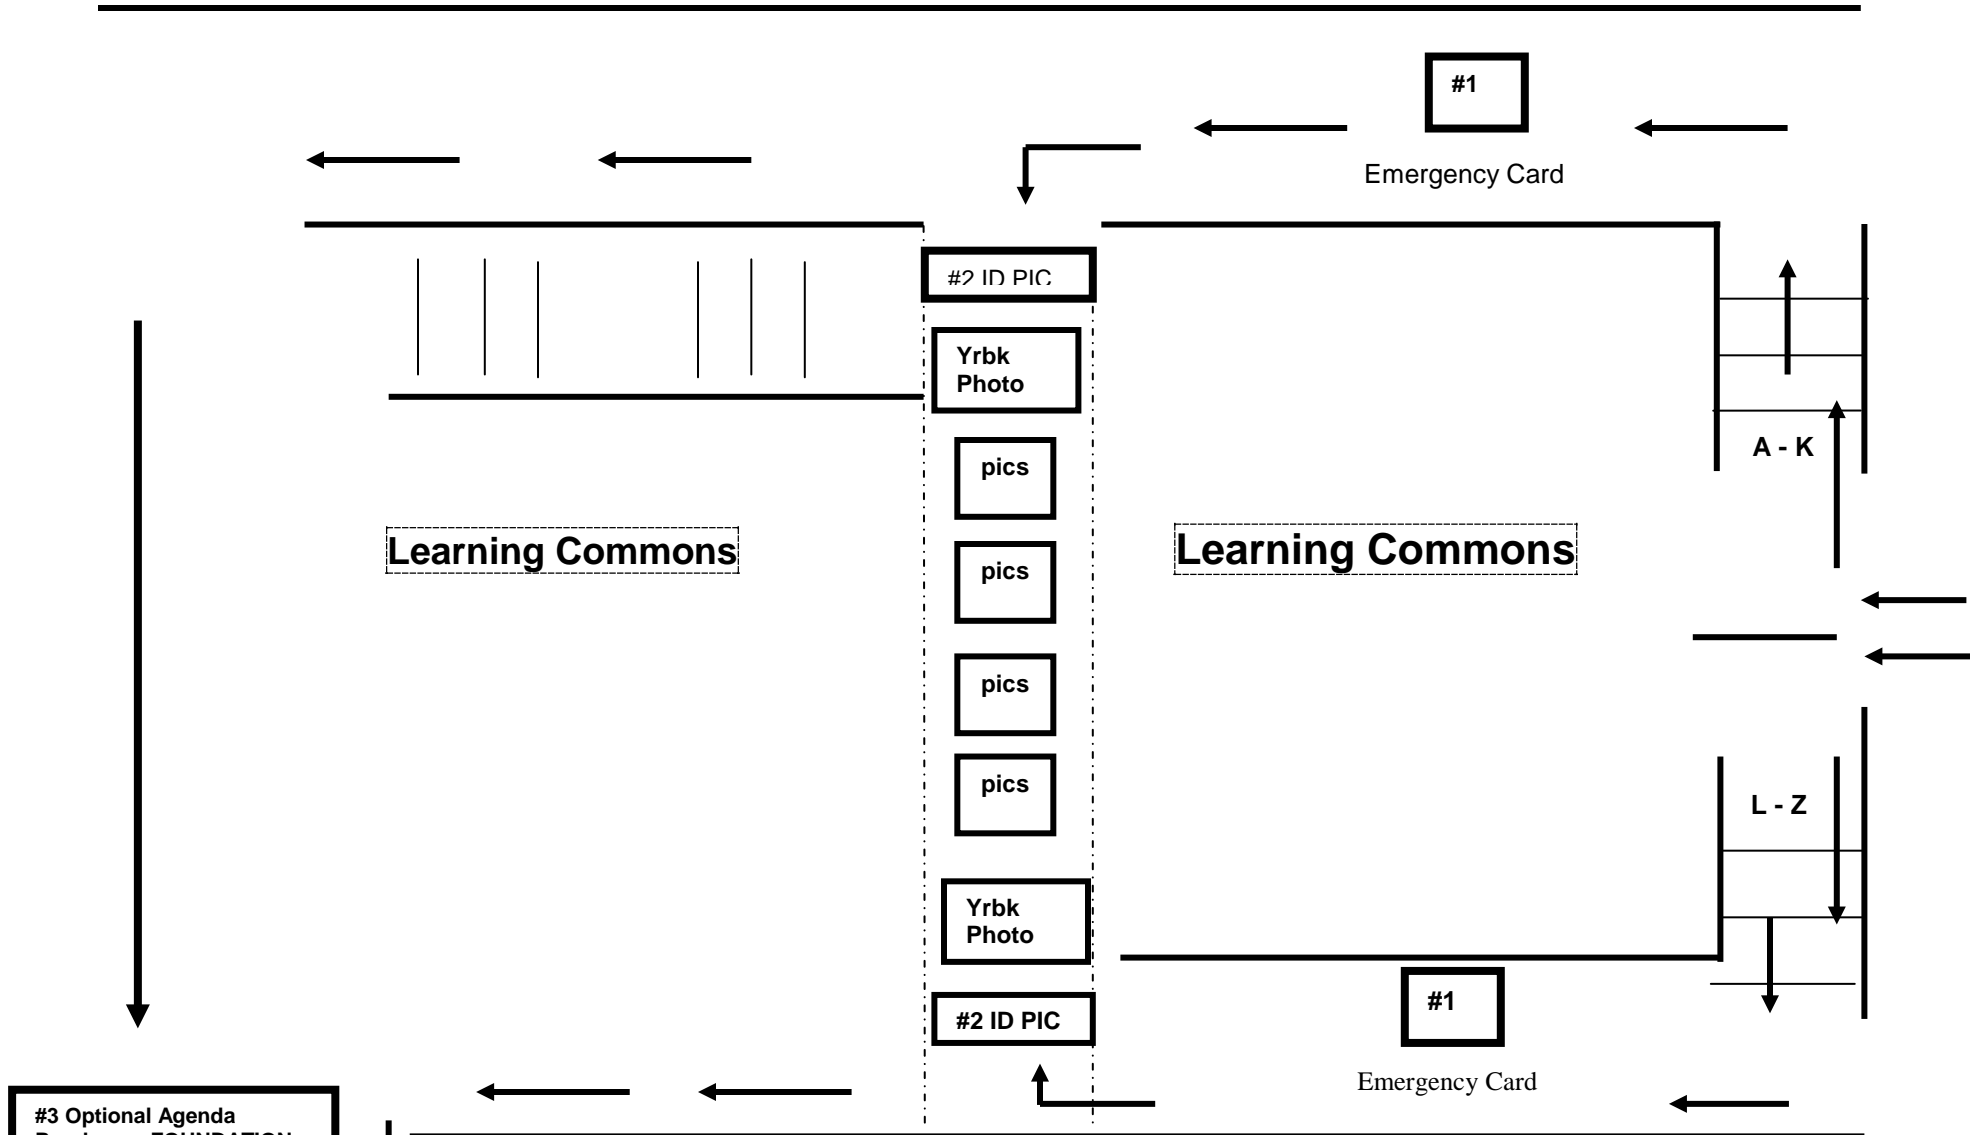 #1
Emergency Card
#2 ID PIC
Yrbk
Photo
A - K
pics
Learning Commons
Learning Commons
pics
pics
pics
L - Z
Yrbk
Photo
#2 ID PIC
#1
Emergency Card
#3 Optional Agenda
FOUNDATION